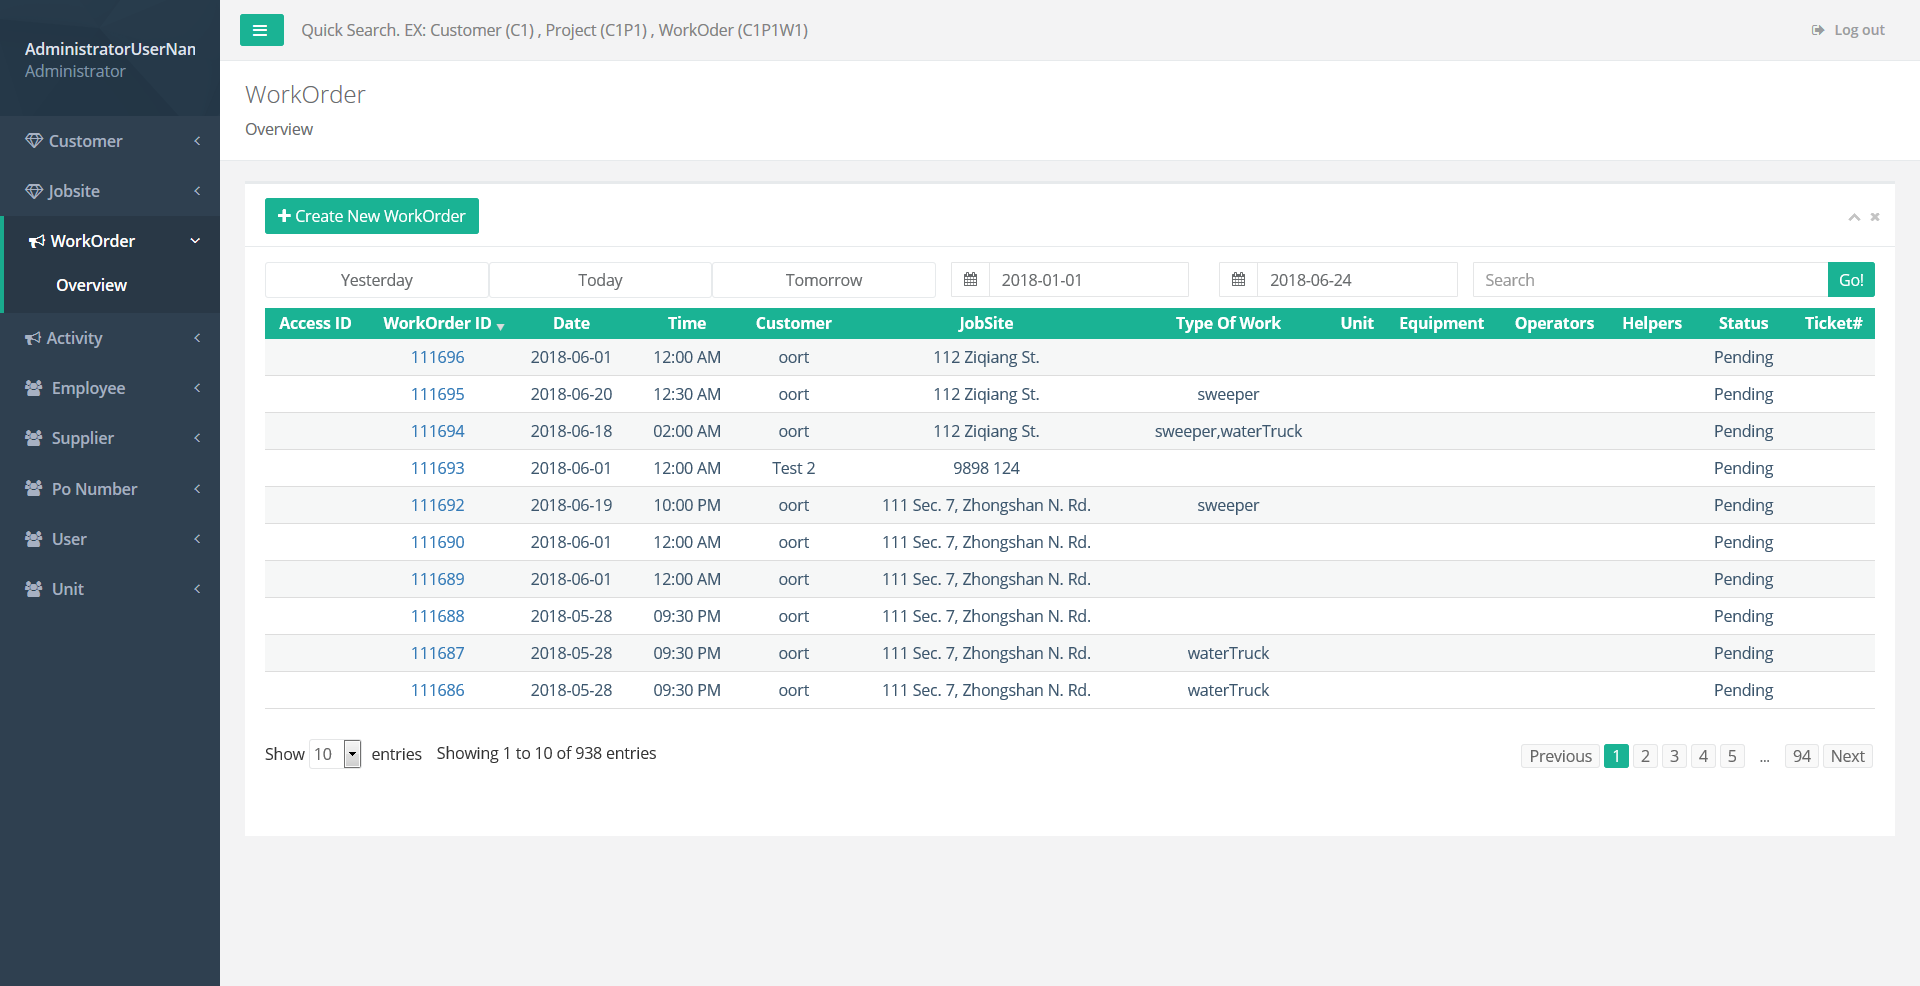 AdministratorUserNan
Administrator
Customer
Jobsite
WorkOrder
Overview
Activity
Employee
Supplier
Po Number
User
Unit
Quick Search. EX: Customer (C1) , Project (C1P1) , WorkOder (C1P1W1)
Log out
WorkOrder
Overview
Create New WorkOrder
Yesterday Today Tomorrow 2018-01-01 2018-06-24 Search Go!
Access ID WorkOrder ID Date Time Customer JobSite Type Of Work Unit Equipment Operators Helpers Status Ticket#
111696 2018-06-01 12:00 AM oort 112 Ziqiang St. Pending
111695 2018-06-20 12:30 AM oort 112 Ziqiang St. sweeper Pending
111694 2018-06-18 02:00 AM oort 112 Ziqiang St. sweeper,waterTruck Pending
111693 2018-06-01 12:00 AM Test 2 9898 124 Pending
111692 2018-06-19 10:00 PM oort 111 Sec. 7, Zhongshan N. Rd. sweeper Pending
111690 2018-06-01 12:00 AM oort 111 Sec. 7, Zhongshan N. Rd. Pending
111689 2018-06-01 12:00 AM oort 111 Sec. 7, Zhongshan N. Rd. Pending
111688 2018-05-28 09:30 PM oort 111 Sec. 7, Zhongshan N. Rd. Pending
111687 2018-05-28 09:30 PM oort 111 Sec. 7, Zhongshan N. Rd. waterTruck Pending
111686 2018-05-28 09:30 PM oort 111 Sec. 7, Zhongshan N. Rd. waterTruck Pending
Show 10 entries Showing 1 to 10 of 938 entries
Previous 1 2 3 4 5 ... 94 Next